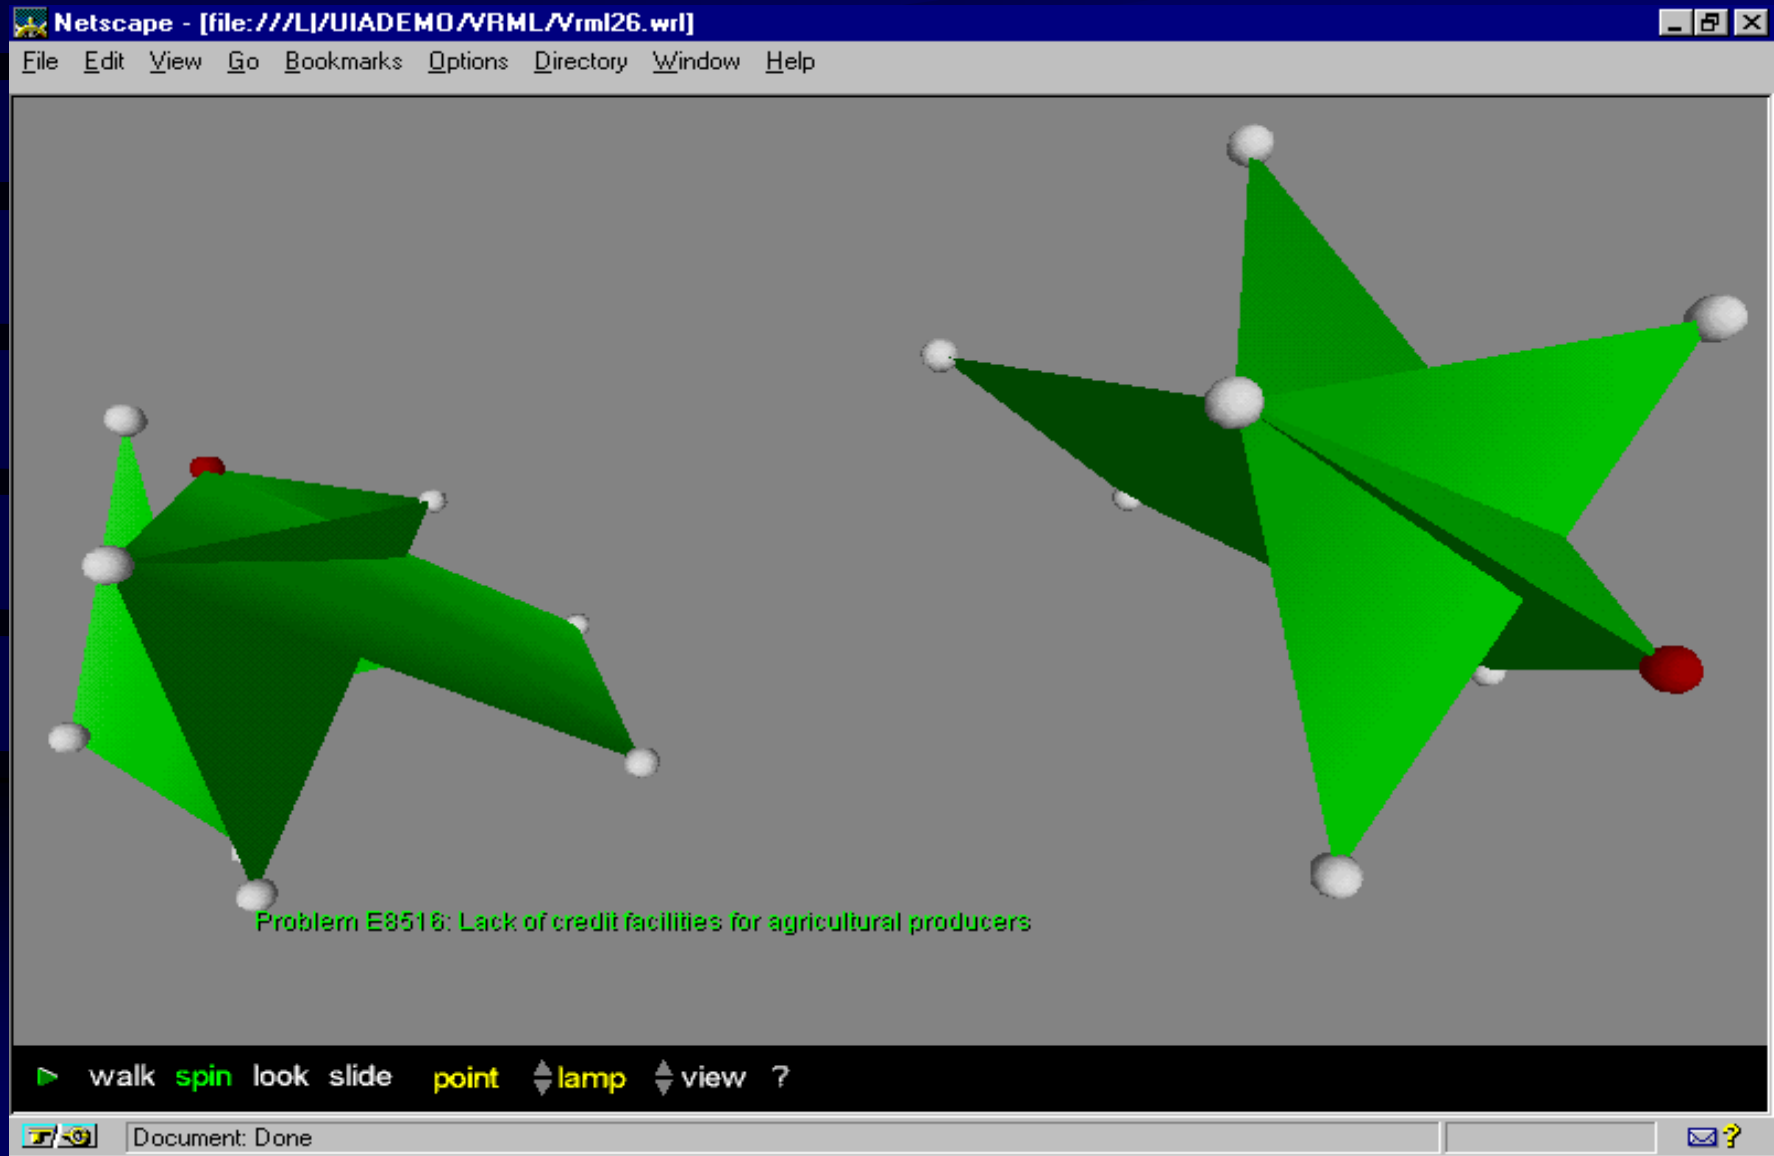 Netscape - [file:///L|/UIADEMO/VRML/Vrml26.wrl]
File Edit View Go Bookmarks Options Directory Window Help
Problem E8516: Lack of credit facilities for agricultural producers
walk spin look slide point lamp view ?
Document: Done